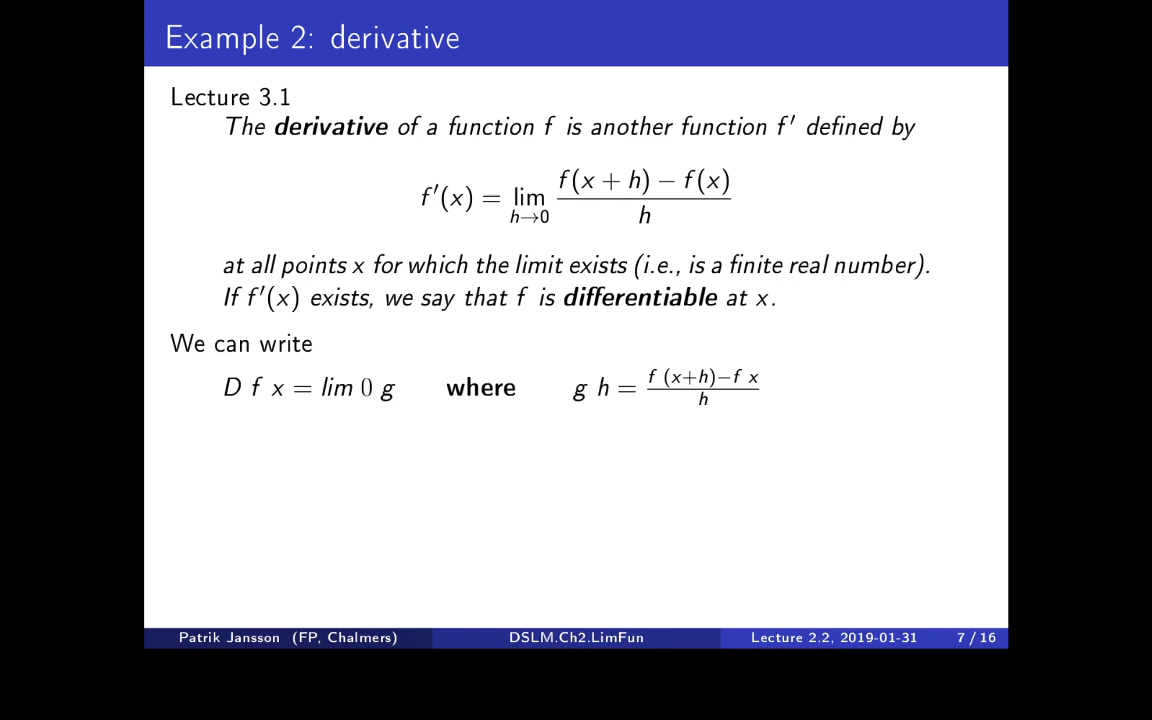 Example 2: derivative
Lecture 3.1
The derivative of a function f is another function f′ defined by
f′(x) = lim h→0 f(x + h) − f(x) / h
at all points x for which the limit exists (i.e., is a finite real number).
If f′(x) exists, we say that f is differentiable at x.
We can write
D f x = lim 0 g where g h = f (x+h)−f x / h
Patrik Jansson (FP, Chalmers) DSLM.Ch2.LimFun Lecture 2.2, 2019-01-31 7 / 16